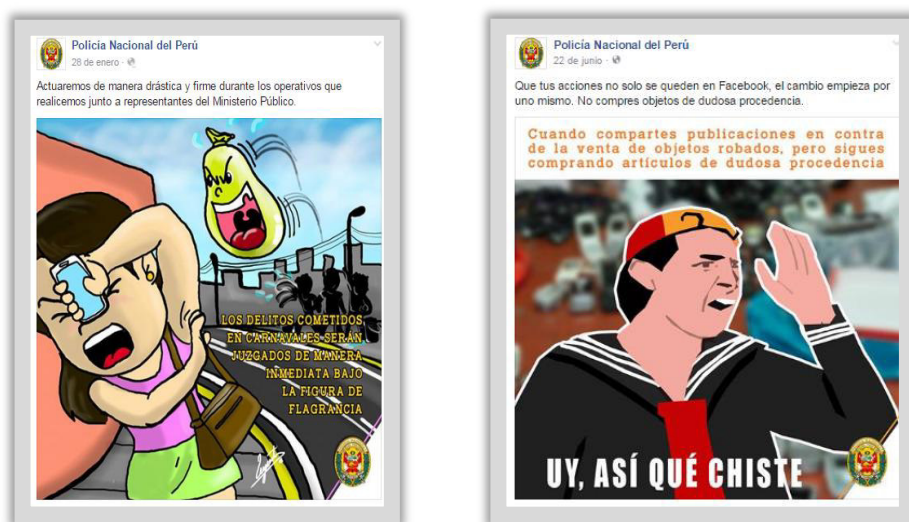 Policía Nacional del Perú
28 de enero
Actuaremos de manera drástica y firme durante los operativos que
realicemos junto a representantes del Ministerio Público.
LOS DELITOS COMETIDOS
EN CARNAVALES SERÁN
JUZGADOS DE MANERA
INMEDIATA BAJO
LA FIGURA DE
FLAGRANCIA
Policía Nacional del Perú
22 de junio
Que tus acciones no solo se queden en Facebook, el cambio empieza por
uno mismo. No compres objetos de dudosa procedencia.
Cuando compartes publicaciones en contra
de la venta de objetos robados, pero sigues
comprando artículos de dudosa procedencia
UY, ASÍ QUÉ CHISTE